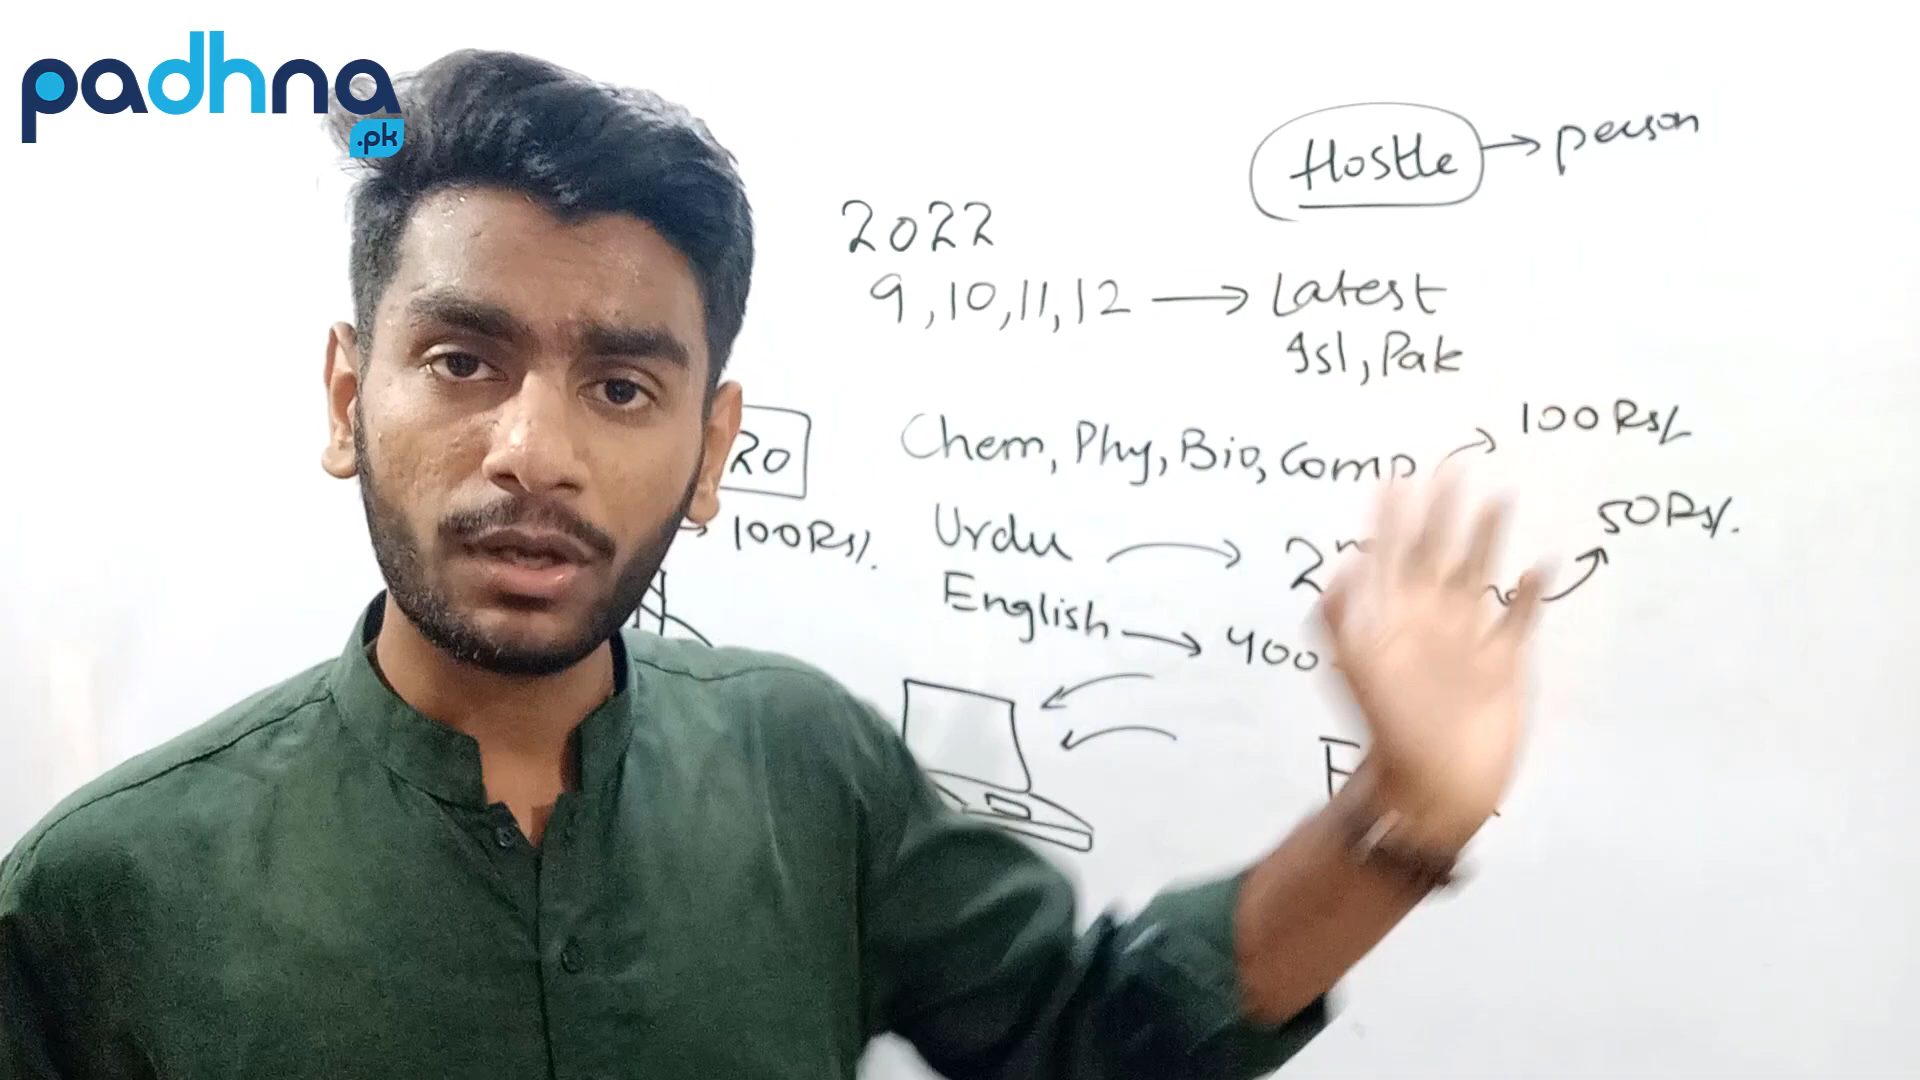 padhna
.pk
Hostle → person
2022
9,10,11,12 → Latest
Isl, Pak
20
Chem, Phy, Bio, Comp → 100Rs/
100Rs/.
Urdu → 2
50Rs/.
English → 400